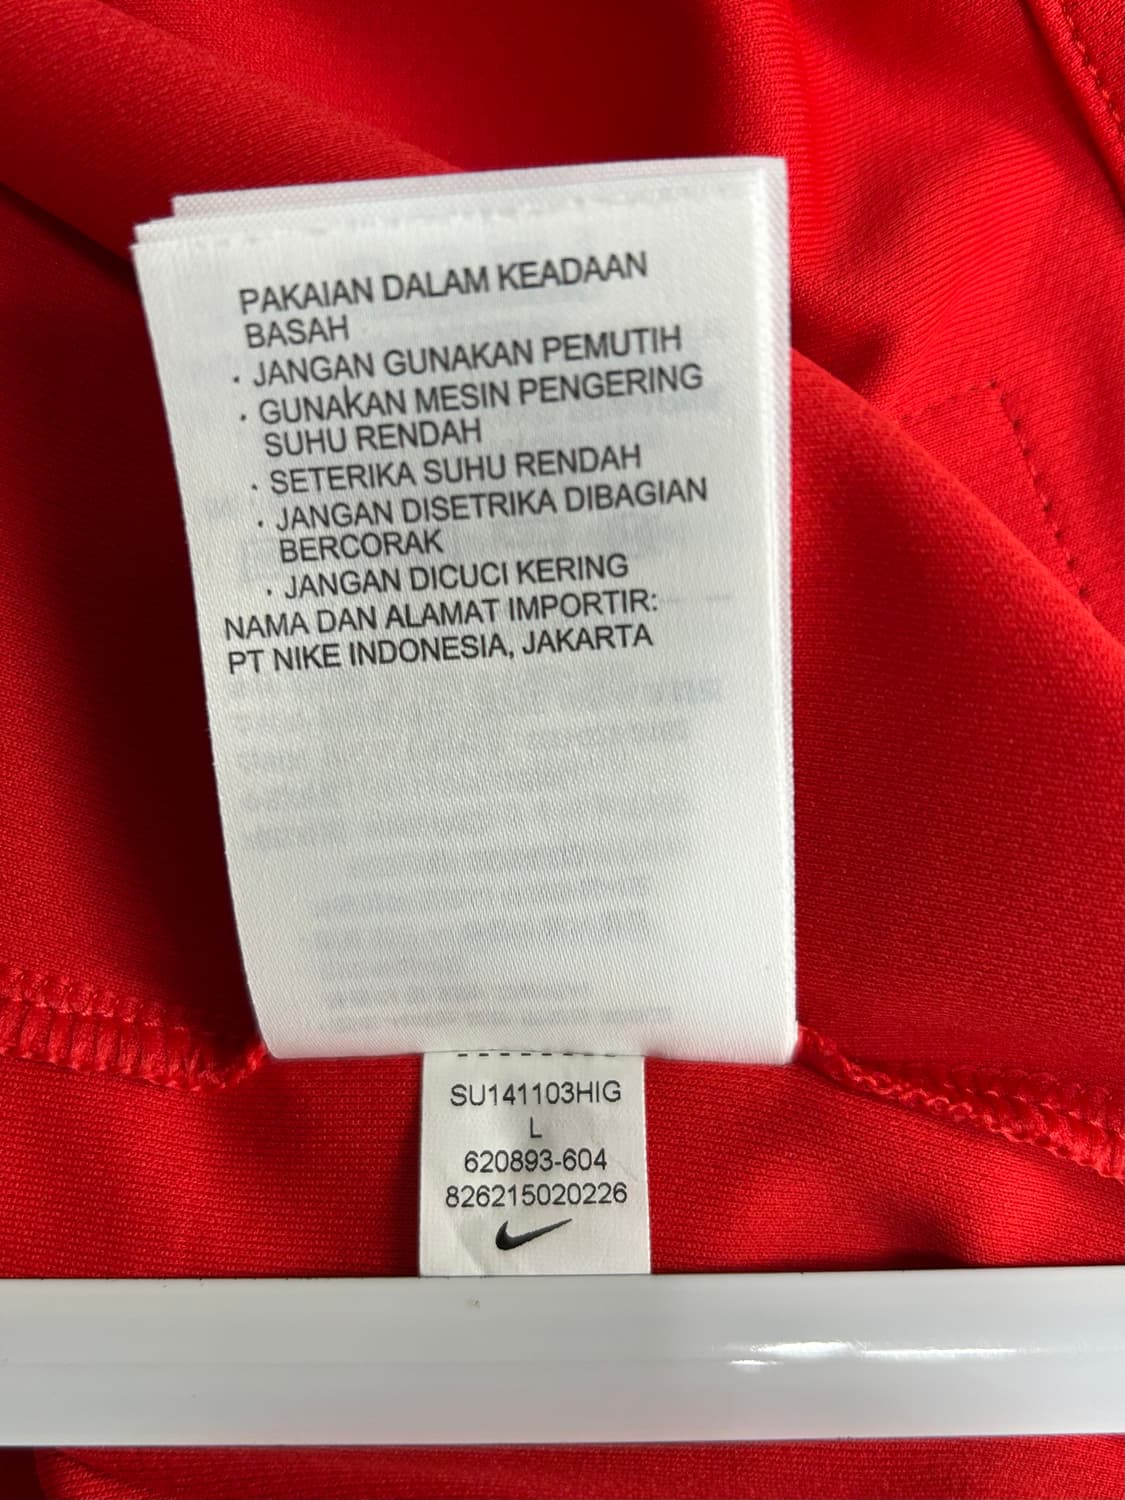 PAKAIAN DALAM KEADAAN
BASAH
· JANGAN GUNAKAN PEMUTIH
· GUNAKAN MESIN PENGERING
SUHU RENDAH
· SETERIKA SUHU RENDAH
· JANGAN DISETRIKA DIBAGIAN
BERCORAK
· JANGAN DICUCI KERING
NAMA DAN ALAMAT IMPORTIR:
PT NIKE INDONESIA, JAKARTA
SU141103HIG
L
620893-604
826215020226